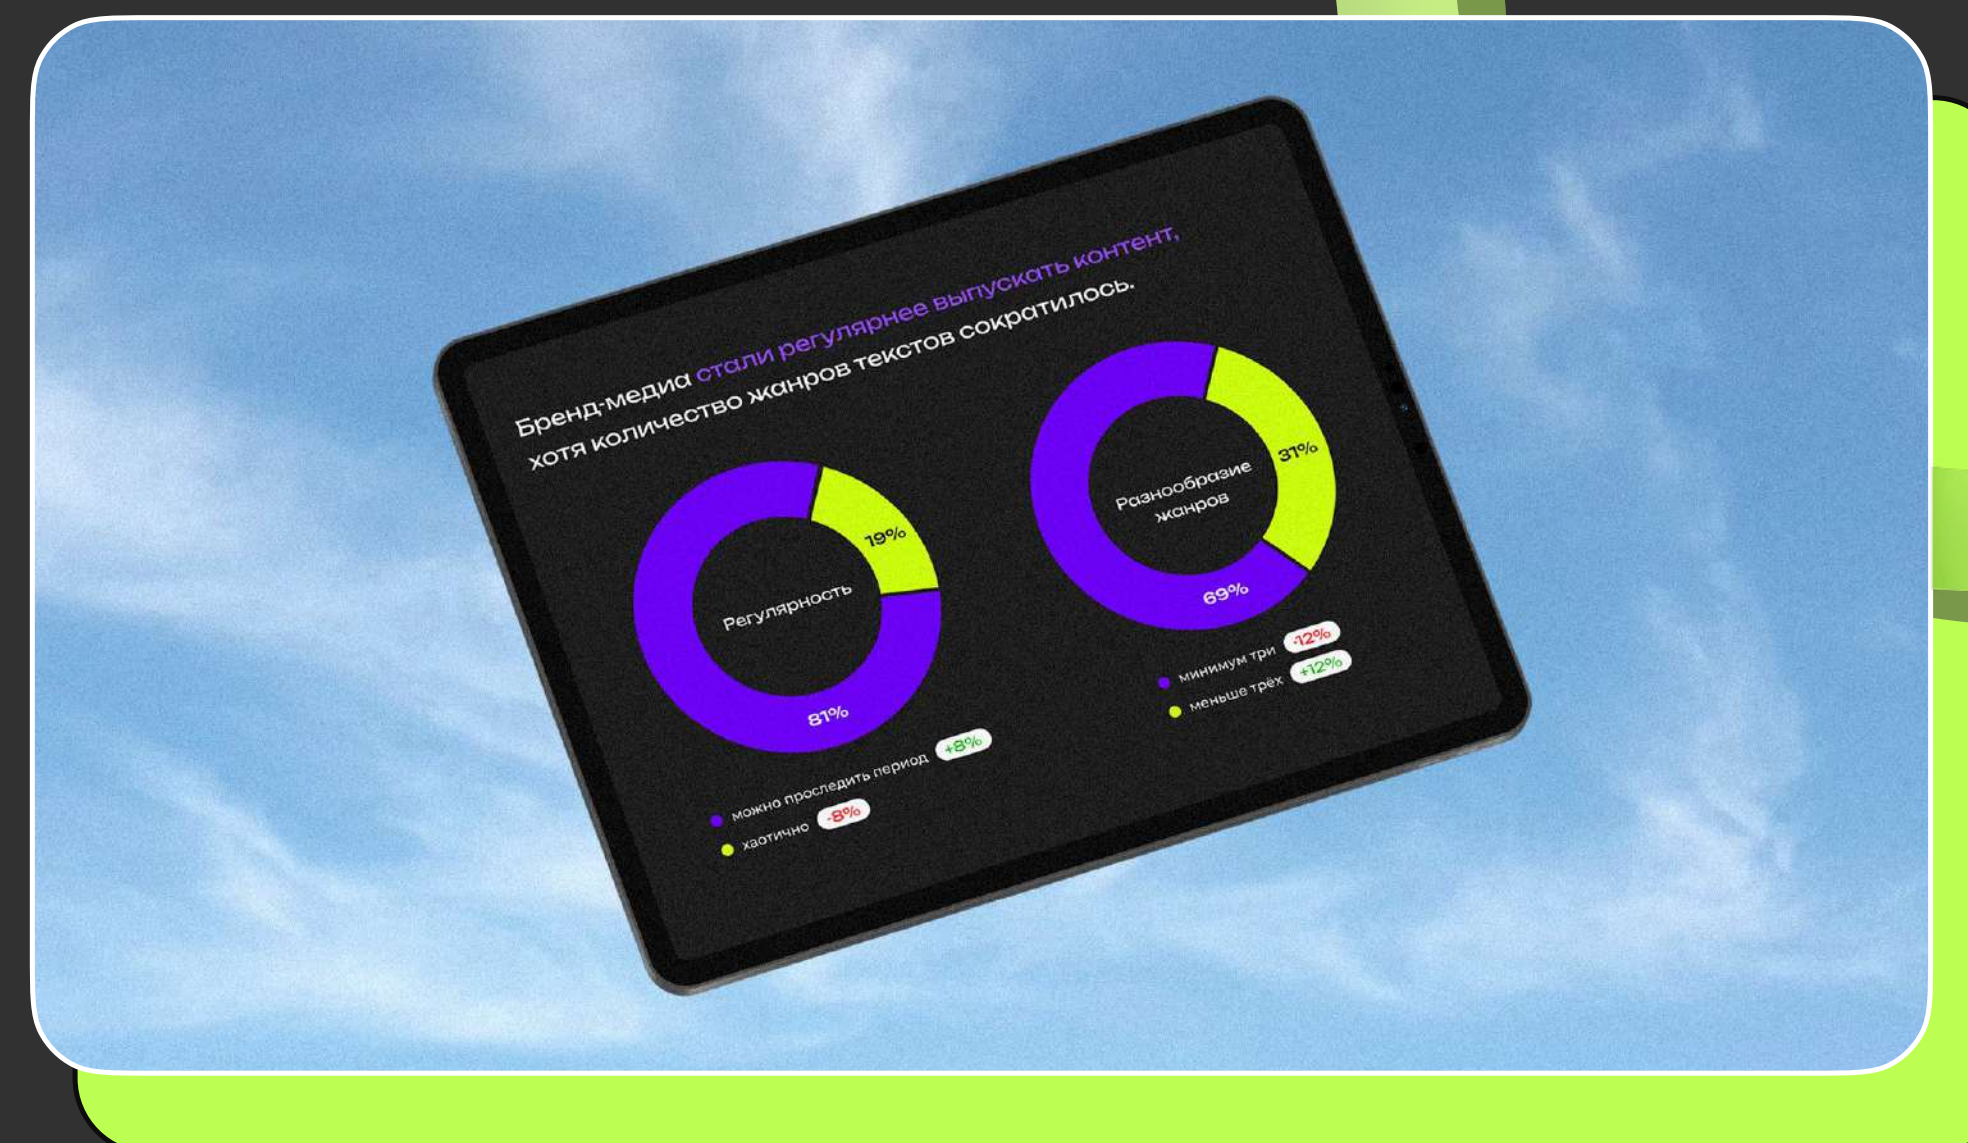 Бренд-медиа стали регулярнее выпускать контент,
хотя количество жанров текстов сократилось.
19%
Регулярность
81%
можно проследить период +8%
хаотично -8%
31%
Разнообразие
жанров
69%
минимум три -12%
меньше трёх +12%